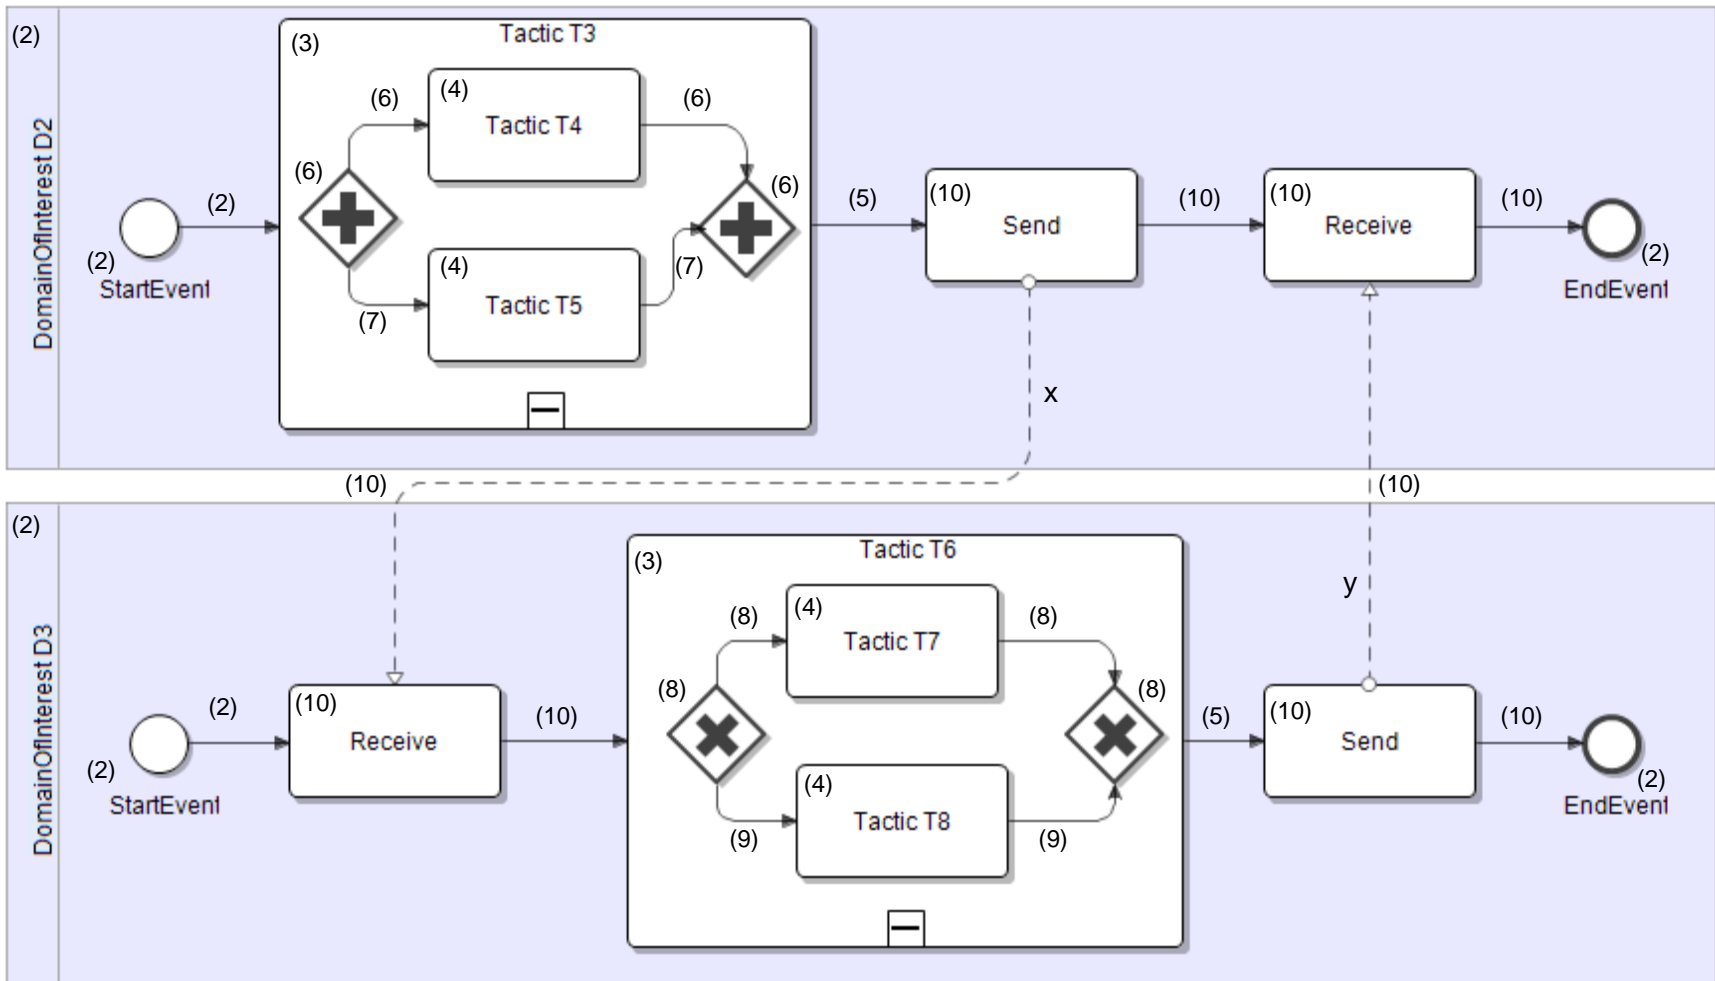 (2)
DomainOfInterest D2
(2)
StartEvent
(2)
(3)
Tactic T3
(6)
(6)
(4)
Tactic T4
(6)
(6)
(7)
(4)
Tactic T5
(7)
(5)
(10)
Send
(10)
(10)
Receive
(10)
(2)
EndEvent
x
(10)
(10)
y
(2)
DomainOfInterest D3
(2)
StartEvent
(2)
(10)
Receive
(10)
(3)
Tactic T6
(8)
(8)
(4)
Tactic T7
(8)
(8)
(9)
(4)
Tactic T8
(9)
(5)
(10)
Send
(10)
(2)
EndEvent